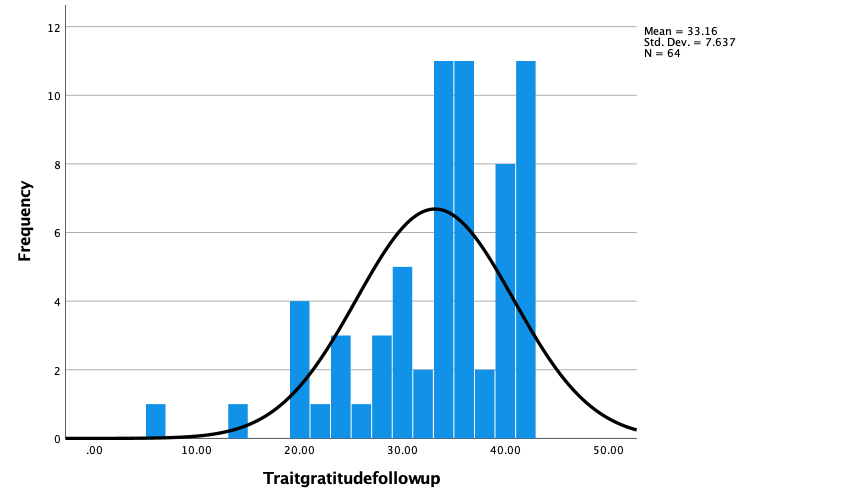 Mean = 33.16
Std. Dev. = 7.637
N = 64
12
10
8
6
4
2
0
Frequency
.00
10.00
20.00
30.00
40.00
50.00
Traitgratitudefollowup